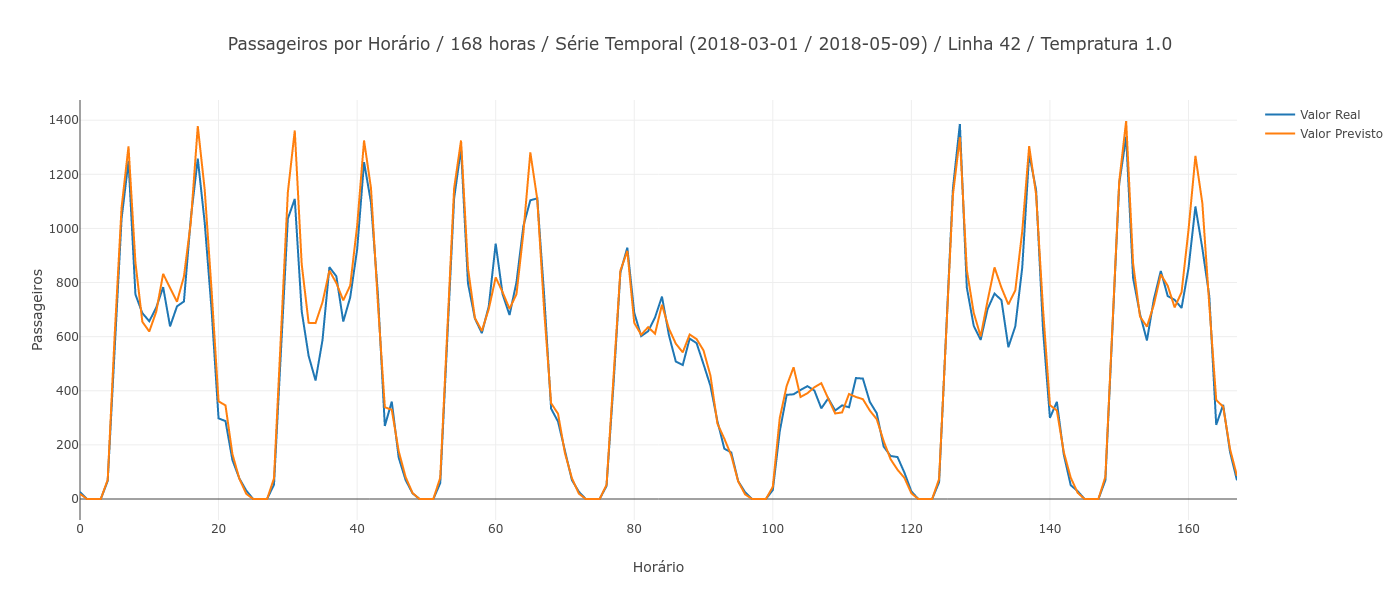 Passageiros por Horário / 168 horas / Série Temporal (2018-03-01 / 2018-05-09) / Linha 42 / Tempratura 1.0
Valor Real
Valor Previsto
Passageiros
1400
1200
1000
800
600
400
200
0
0 20 40 60 80 100 120 140 160
Horário